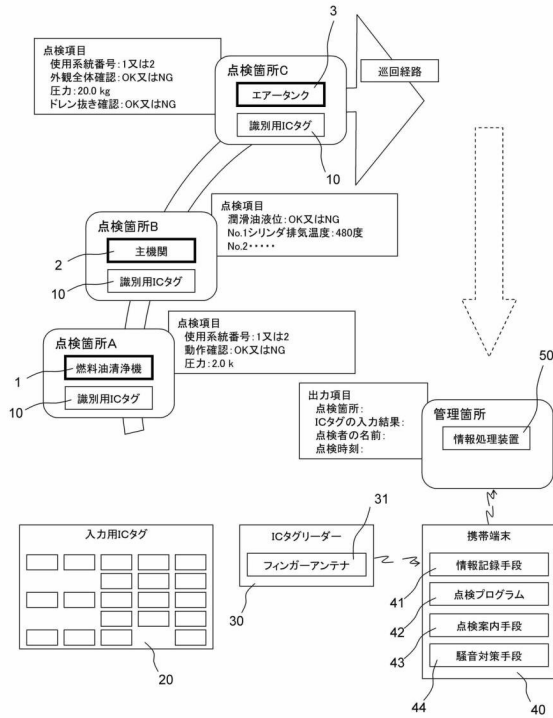 点検項目
使用系統番号:1又は2
外観全体確認:OK又はNG
圧力:20.0 kg
ドレン抜き確認:OK又はNG
3
点検箇所C
エアータンク
識別用ICタグ
10
巡回経路
点検箇所B
主機関
識別用ICタグ
2
10
点検項目
潤滑油液位:OK又はNG
No.1シリンダ排気温度:480度
No.2・・・・・
点検箇所A
燃料油清浄機
識別用ICタグ
1
10
点検項目
使用系統番号:1又は2
動作確認:OK又はNG
圧力:2.0 k
出力項目
点検箇所:
ICタグの入力結果:
点検者の名前:
点検時刻:
50
管理箇所
情報処理装置
入力用ICタグ
20
ICタグリーダー
31
フィンガーアンテナ
30
携帯端末
情報記録手段
41
点検プログラム
42
点検案内手段
43
騒音対策手段
44
40